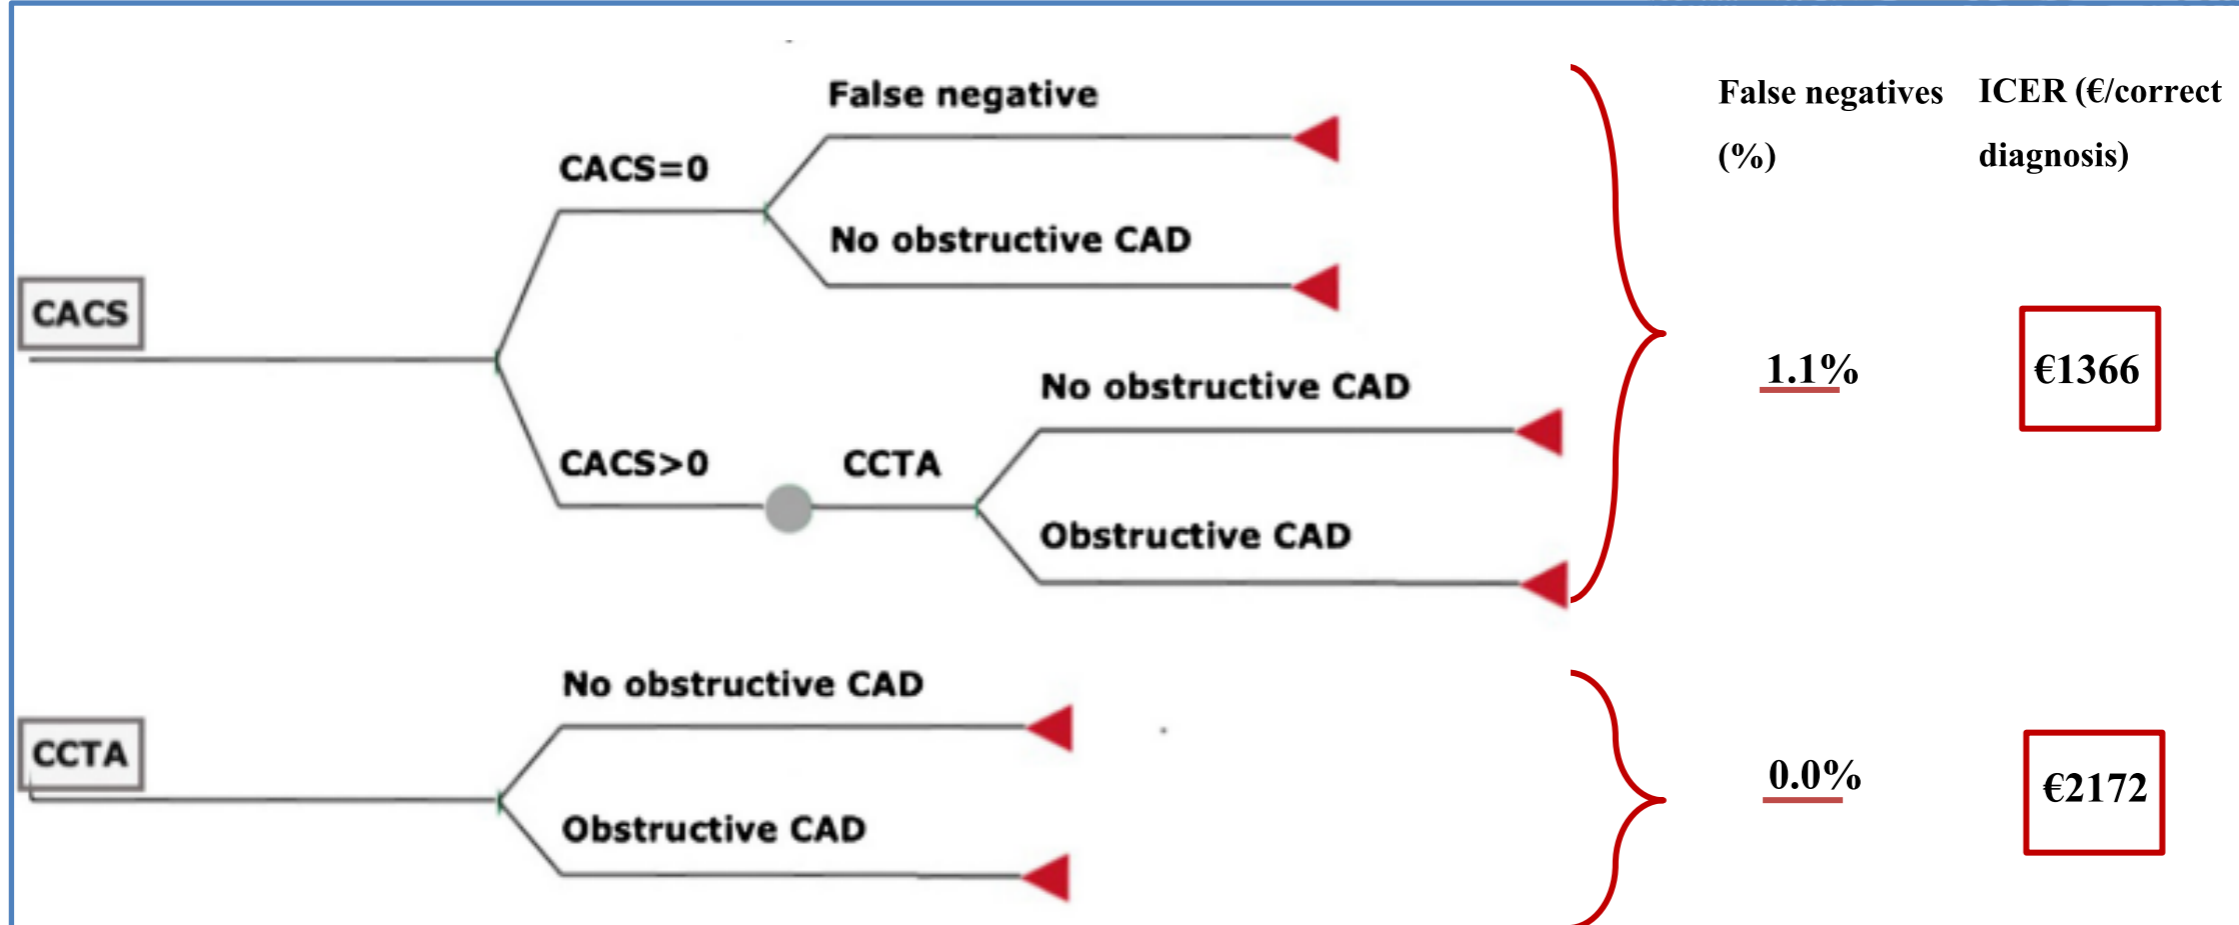 False negative
False negatives
(%)
ICER (€/correct
diagnosis)
CACS=0
No obstructive CAD
CACS
No obstructive CAD
1.1%
€1366
CACS>0
CCTA
Obstructive CAD
No obstructive CAD
CCTA
0.0%
€2172
Obstructive CAD